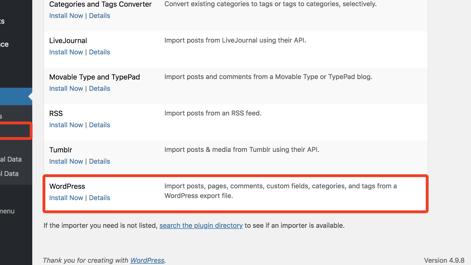 Categories and Tags Converter
Convert existing categories to tags or tags to categories, selectively.
Install Now | Details
LiveJournal
Import posts from LiveJournal using their API.
Install Now | Details
Movable Type and TypePad
Import posts and comments from a Movable Type or TypePad blog.
Install Now | Details
RSS
Import posts from an RSS feed.
Install Now | Details
Tumblr
Import posts & media from Tumblr using their API.
Install Now | Details
al Data
al Data
WordPress
Import posts, pages, comments, custom fields, categories, and tags from a
WordPress export file.
Install Now | Details
menu
If the importer you need is not listed, search the plugin directory to see if an importer is available.
Thank you for creating with WordPress.
Version 4.9.8